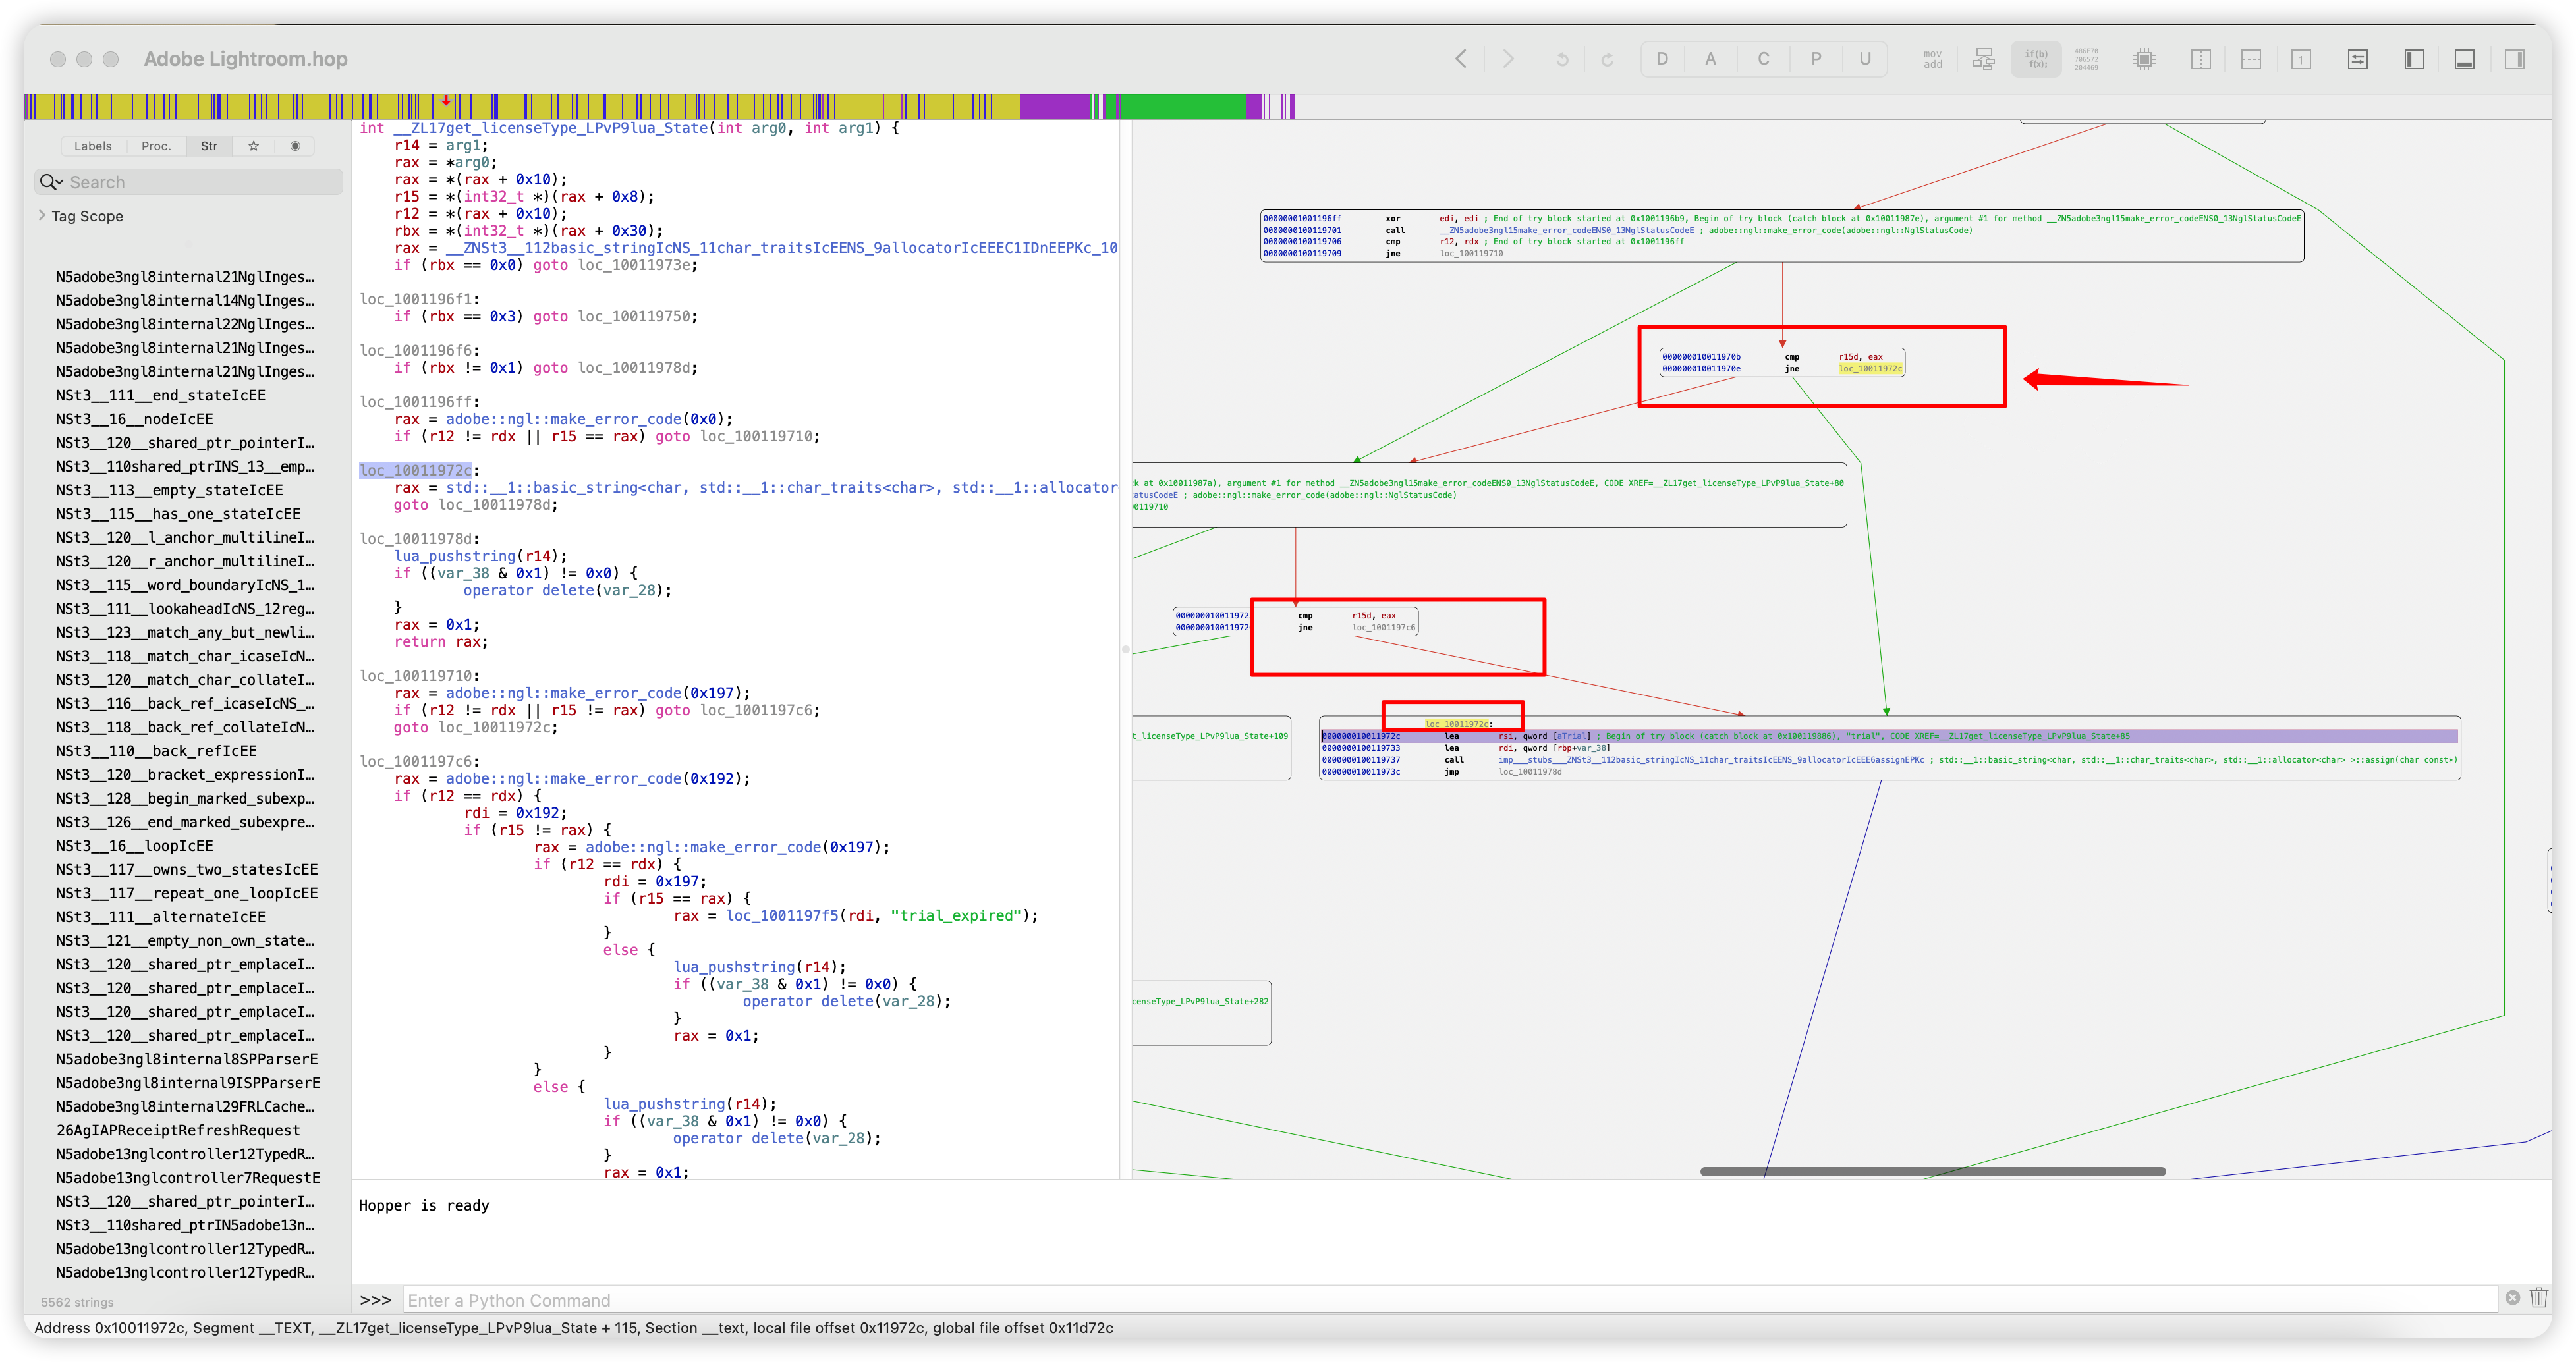 Adobe Lightroom.hop
D A C P U
mov
add
if(b)
f(x);
Labels Proc. Str
Search
Tag Scope
N5adobe3ngl8internal21NglInges…
N5adobe3ngl8internal14NglInges…
N5adobe3ngl8internal22NglInges…
N5adobe3ngl8internal21NglInges…
N5adobe3ngl8internal21NglInges…
NSt3__111__end_stateIcEE
NSt3__16__nodeIcEE
NSt3__120__shared_ptr_pointerI…
NSt3__110shared_ptrINS_13__emp…
NSt3__113__empty_stateIcEE
NSt3__115__has_one_stateIcEE
NSt3__120__l_anchor_multilineI…
NSt3__120__r_anchor_multilineI…
NSt3__115__word_boundaryIcNS_1…
NSt3__111__lookaheadIcNS_12reg…
NSt3__123__match_any_but_newli…
NSt3__118__match_char_icaseIcN…
NSt3__120__match_char_collateI…
NSt3__116__back_ref_icaseIcNS_…
NSt3__118__back_ref_collateIcN…
NSt3__110__back_refIcEE
NSt3__120__bracket_expressionI…
NSt3__128__begin_marked_subexp…
NSt3__126__end_marked_subexpre…
NSt3__16__loopIcEE
NSt3__117__owns_two_statesIcEE
NSt3__117__repeat_one_loopIcEE
NSt3__111__alternateIcEE
NSt3__121__empty_non_own_state…
NSt3__120__shared_ptr_emplaceI…
NSt3__120__shared_ptr_emplaceI…
NSt3__120__shared_ptr_emplaceI…
NSt3__120__shared_ptr_emplaceI…
N5adobe3ngl8internal8SPParserE
N5adobe3ngl8internal9ISPParserE
N5adobe3ngl8internal29FRLCache…
26AgIAPReceiptRefreshRequest
N5adobe13nglcontroller12TypedR…
N5adobe13nglcontroller7RequestE
NSt3__120__shared_ptr_pointerI…
NSt3__110shared_ptrIN5adobe13n…
N5adobe13nglcontroller12TypedR…
N5adobe13nglcontroller12TypedR…
5562 strings
int __ZL17get_licenseType_LPvP9lua_State(int arg0, int arg1) {
r14 = arg1;
rax = *arg0;
rax = *(rax + 0x10);
r15 = *(int32_t *)(rax + 0x8);
r12 = *(rax + 0x10);
rbx = *(int32_t *)(rax + 0x30);
rax = __ZNSt3__112basic_stringIcNS_11char_traitsIcEENS_9allocatorIcEEEC1IDnEEPKc_10
if (rbx == 0x0) goto loc_10011973e;
loc_1001196f1:
if (rbx == 0x3) goto loc_100119750;
loc_1001196f6:
if (rbx != 0x1) goto loc_10011978d;
loc_1001196ff:
rax = adobe::ngl::make_error_code(0x0);
if (r12 != rdx || r15 == rax) goto loc_100119710;
loc_10011972c:
rax = std::__1::basic_string<char, std::__1::char_traits<char>, std::__1::allocator
goto loc_10011978d;
loc_10011978d:
lua_pushstring(r14);
if ((var_38 & 0x1) != 0x0) {
operator delete(var_28);
}
rax = 0x1;
return rax;
loc_100119710:
rax = adobe::ngl::make_error_code(0x197);
if (r12 != rdx || r15 != rax) goto loc_1001197c6;
goto loc_10011972c;
loc_1001197c6:
rax = adobe::ngl::make_error_code(0x192);
if (r12 == rdx) {
rdi = 0x192;
if (r15 != rax) {
rax = adobe::ngl::make_error_code(0x197);
if (r12 == rdx) {
rdi = 0x197;
if (r15 == rax) {
rax = loc_1001197f5(rdi, "trial_expired");
}
else {
lua_pushstring(r14);
if ((var_38 & 0x1) != 0x0) {
operator delete(var_28);
}
rax = 0x1;
}
}
else {
lua_pushstring(r14);
if ((var_38 & 0x1) != 0x0) {
operator delete(var_28);
}
rax = 0x1;
00000001001196ff xor edi, edi ; End of try block started at 0x1001196b9, Begin of try block (catch block at 0x10011987e), argument #1 for method __ZN5adobe3ngl15make_error_codeENS0_13NglStatusCodeE
0000000100119701 call __ZN5adobe3ngl15make_error_codeENS0_13NglStatusCodeE ; adobe::ngl::make_error_code(adobe::ngl::NglStatusCode)
0000000100119706 cmp r12, rdx ; End of try block started at 0x1001196ff
0000000100119709 jne loc_100119710
000000010011970b cmp r15d, eax
000000010011970e jne loc_10011972c
ck at 0x10011987a), argument #1 for method __ZN5adobe3ngl15make_error_codeENS0_13NglStatusCodeE, CODE XREF=__ZL17get_licenseType_LPvP9lua_State+80
tatusCodeE ; adobe::ngl::make_error_code(adobe::ngl::NglStatusCode)
00119710
000000010011972 cmp r15d, eax
000000010011972 jne loc_1001197c6
t_licenseType_LPvP9lua_State+109
loc_10011972c:
000000010011972c lea rsi, qword [aTrial] ; Begin of try block (catch block at 0x100119886), "trial", CODE XREF=__ZL17get_licenseType_LPvP9lua_State+85
0000000100119733 lea rdi, qword [rbp+var_38]
0000000100119737 call imp___stubs___ZNSt3__112basic_stringIcNS_11char_traitsIcEENS_9allocatorIcEEE6assignEPKc ; std::__1::basic_string<char, std::__1::char_traits<char>, std::__1::allocator<char> >::assign(char const*)
000000010011973c jmp loc_10011978d
censeType_LPvP9lua_State+282
Hopper is ready
>>> Enter a Python Command
Address 0x10011972c, Segment __TEXT, __ZL17get_licenseType_LPvP9lua_State + 115, Section __text, local file offset 0x11972c, global file offset 0x11d72c